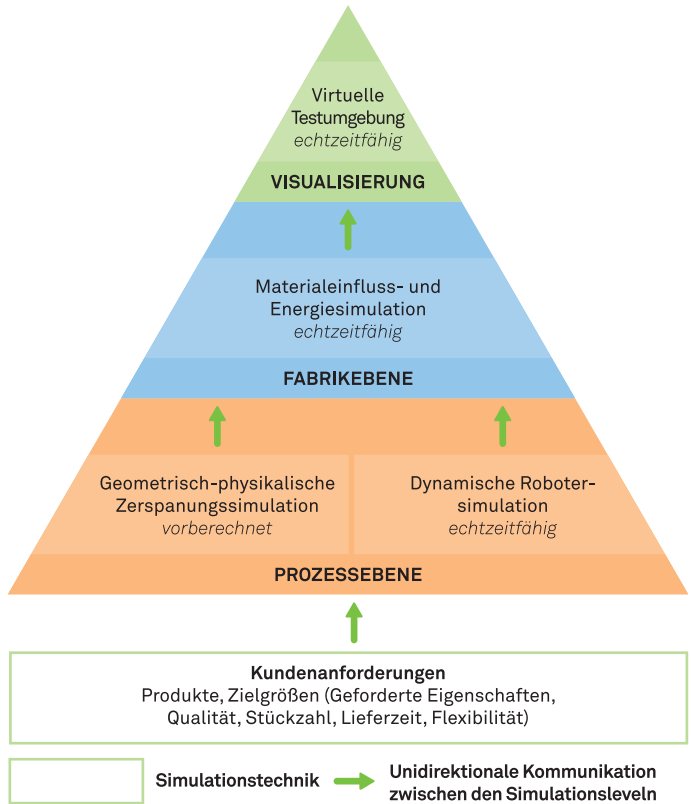 Virtuelle
Testumgebung
echtzeitfähig
VISUALISIERUNG
Materialeinfluss- und
Energiesimulation
echtzeitfähig
FABRIKEBENE
Geometrisch-physikalische
Zerspanungssimulation
vorberechnet
Dynamische Roboter-
simulation
echtzeitfähig
PROZESSEBENE
Kundenanforderungen
Produkte, Zielgrößen (Geforderte Eigenschaften,
Qualität, Stückzahl, Lieferzeit, Flexibilität)
Simulationstechnik
Unidirektionale Kommunikation
zwischen den Simulationsleveln